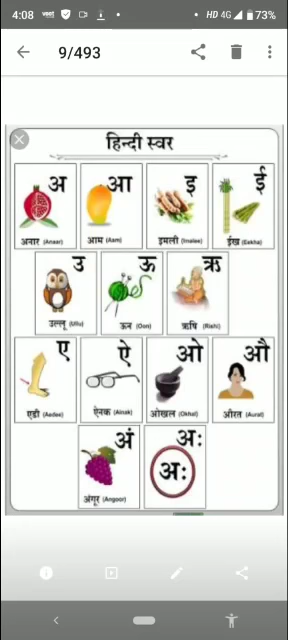 4:08 HD 4G 73%
9/493
हिन्दी स्वर
अ आ इ ई
अनार (Anaar) आम (Aam) इमली (Imalee) ईख (Eekha)
उ ऊ ऋ
उल्लू (Ullu) ऊन (Oon) ऋषि (Rishi)
ए ऐ ओ औ
एडी (Aedee) ऐनक (Ainak) ओखल (Okhal) औरत (Aurat)
अं अः
अः
अंगूर (Angoor)